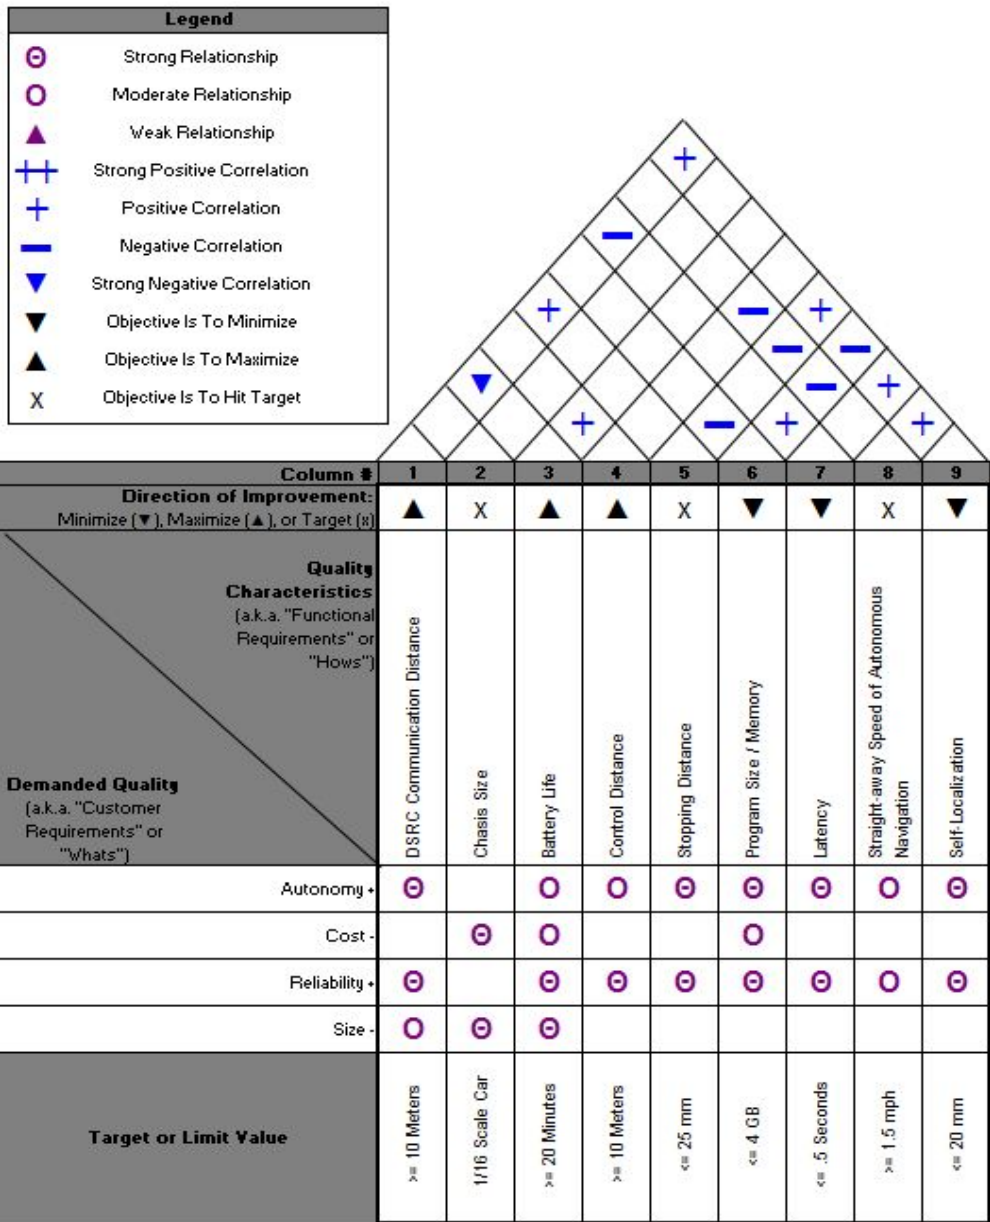 Legend
Strong Relationship
Moderate Relationship
Weak Relationship
Strong Positive Correlation
Positive Correlation
Negative Correlation
Strong Negative Correlation
Objective Is To Minimize
Objective Is To Maximize
X Objective Is To Hit Target
Column # 1 2 3 4 5 6 7 8 9
Direction of Improvement:
Minimize (▼), Maximize (▲), or Target (x)
▲ X ▲ ▲ X ▼ ▼ X ▼
Quality
Characteristics
(a.k.a. "Functional
Requirements" or
"Hows")
Demanded Quality
(a.k.a. "Customer
Requirements" or
"Whats")
DSRC Communication Distance
Chasis Size
Battery Life
Control Distance
Stopping Distance
Program Size / Memory
Latency
Straight-away Speed of Autonomous
Navigation
Self-Localization
Autonomy +
Cost -
Reliability +
Size -
Target or Limit Value
>= 10 Meters
1/16 Scale Car
>= 20 Minutes
>= 10 Meters
<= 25 mm
<= 4 GB
<= .5 Seconds
>= 1.5 mph
<= 20 mm